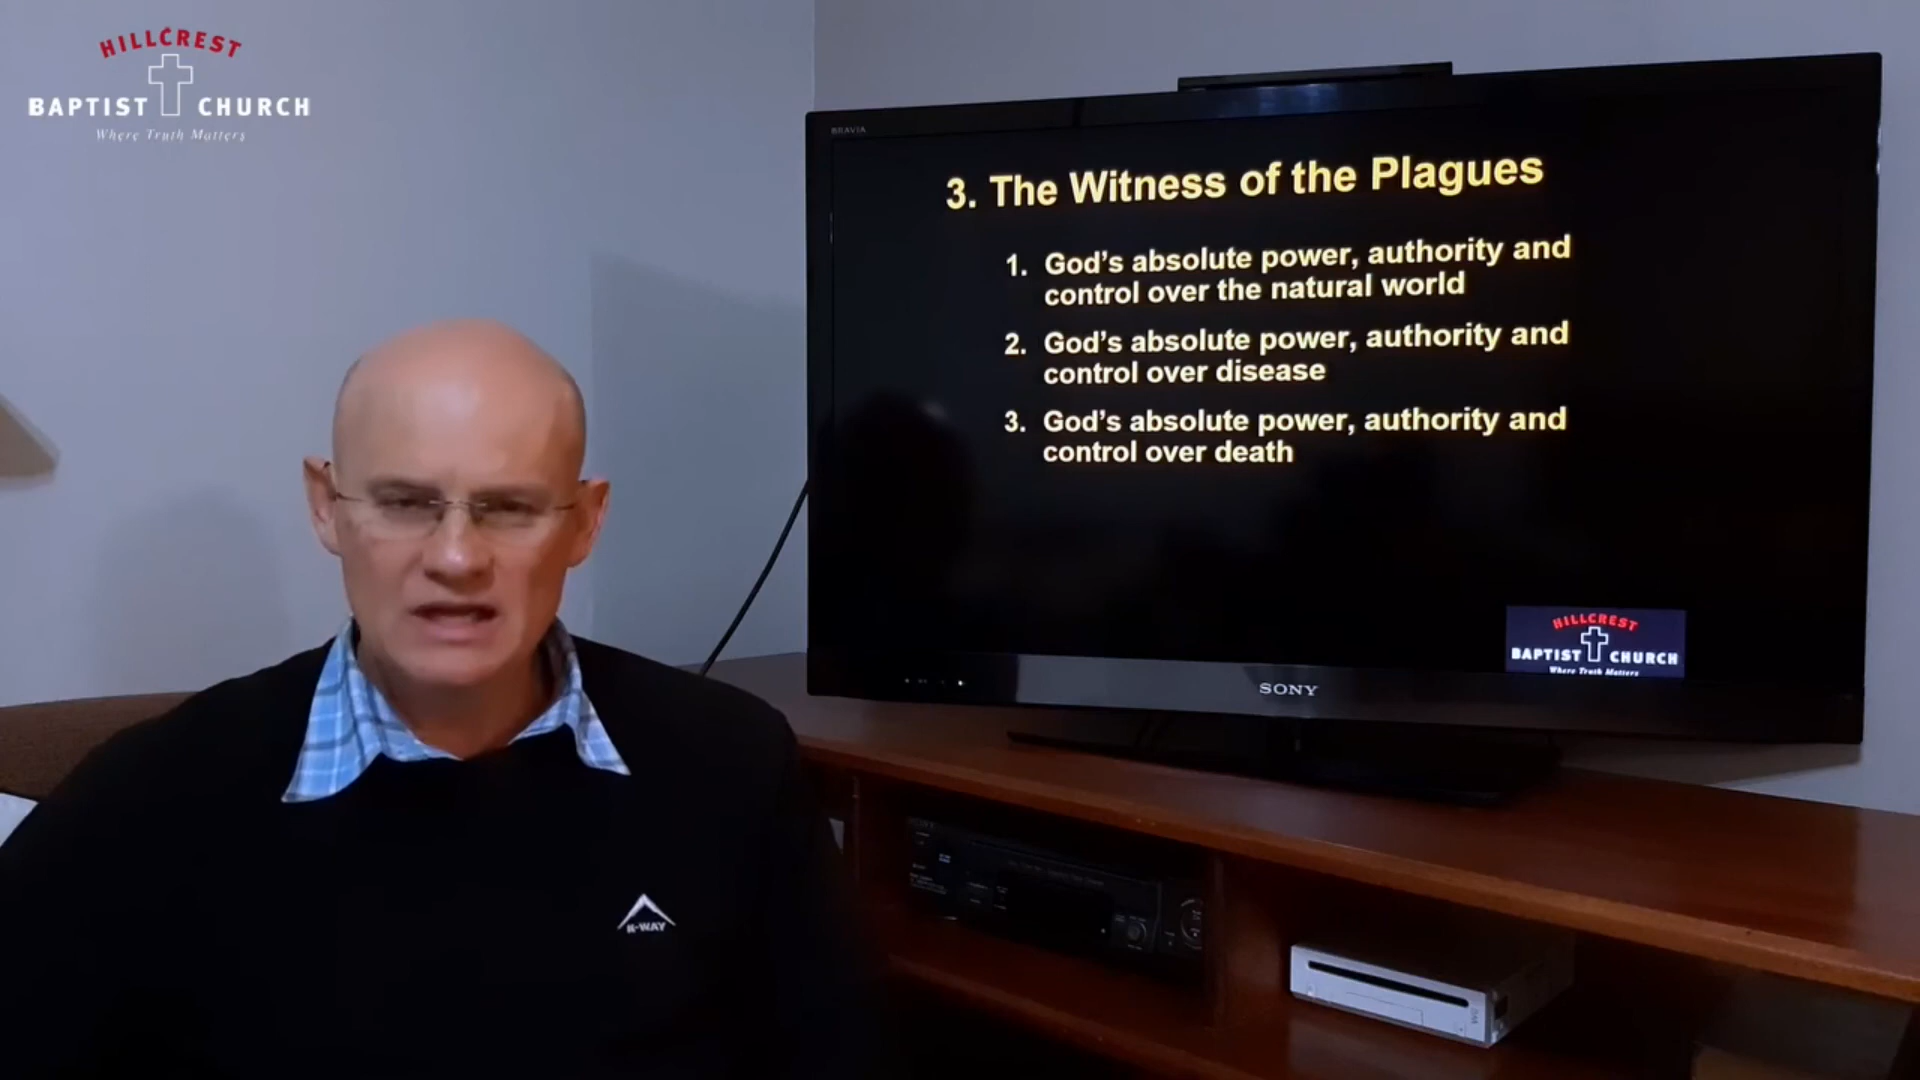 HILLCREST
BAPTIST CHURCH
Where Truth Matters
BRAVIA
3. The Witness of the Plagues
1. God's absolute power, authority and
control over the natural world
2. God's absolute power, authority and
control over disease
3. God's absolute power, authority and
control over death
HILLCREST
BAPTIST CHURCH
Where Truth Matters
SONY
K-WAY
Wii